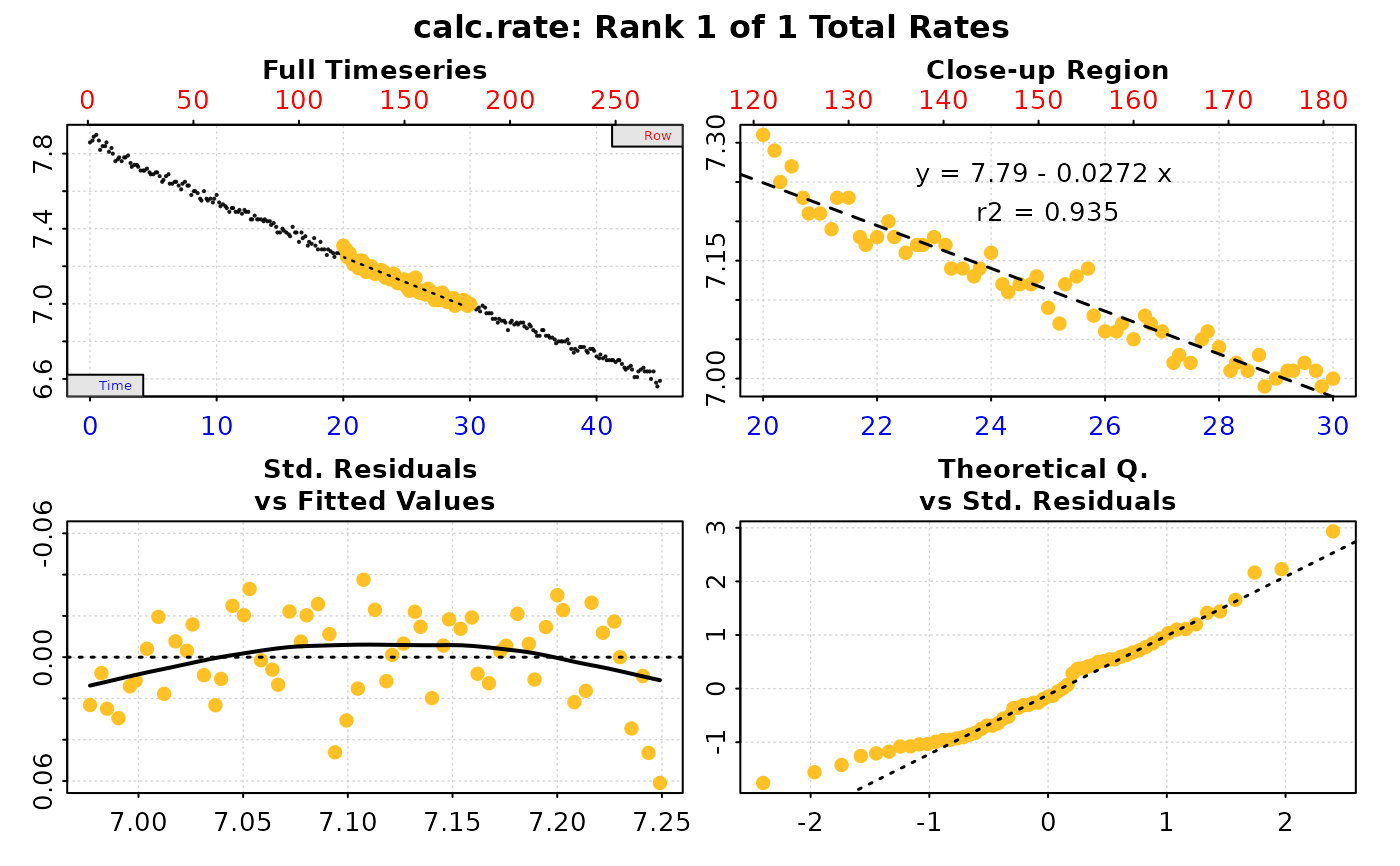 calc.rate: Rank 1 of 1 Total Rates
Full Timeseries
0 50 100 150 200 250
Row
7.8
7.4
7.0
6.6
Time
0 10 20 30 40
Close-up Region
120 130 140 150 160 170 180
7.30
7.15
7.00
y = 7.79 - 0.0272 x
r2 = 0.935
20 22 24 26 28 30
Std. Residuals
vs Fitted Values
-0.06
0.00
0.06
7.00 7.05 7.10 7.15 7.20 7.25
Theoretical Q.
vs Std. Residuals
3
2
1
0
-1
-2 -1 0 1 2